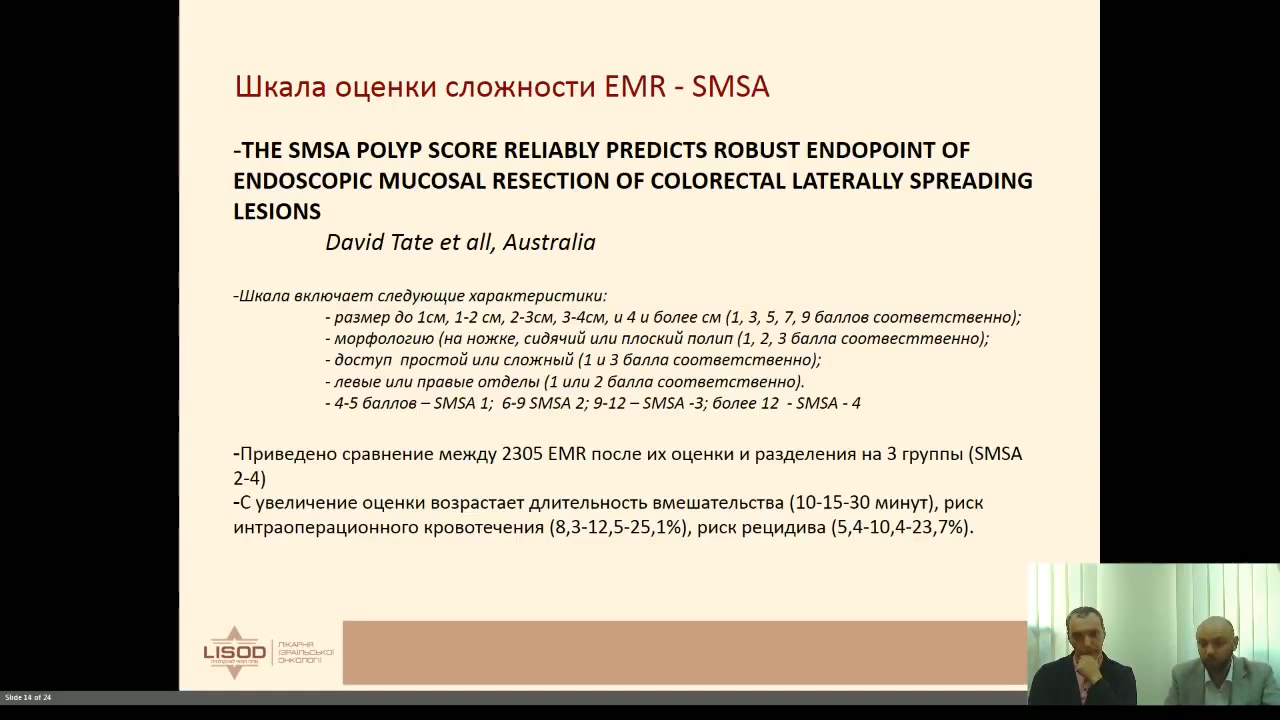 Шкала оценки сложности EMR - SMSA
-THE SMSA POLYP SCORE RELIABLY PREDICTS ROBUST ENDOPOINT OF
ENDOSCOPIC MUCOSAL RESECTION OF COLORECTAL LATERALLY SPREADING
LESIONS
David Tate et all, Australia
-Шкала включает следующие характеристики:
- размер до 1см, 1-2 см, 2-3см, 3-4см, и 4 и более см (1, 3, 5, 7, 9 баллов соответственно);
- морфологию (на ножке, сидячий или плоский полип (1, 2, 3 балла соотвесттвенно);
- доступ простой или сложный (1 и 3 балла соответственно);
- левые или правые отделы (1 или 2 балла соответственно).
- 4-5 баллов – SMSA 1; 6-9 SMSA 2; 9-12 – SMSA -3; более 12 - SMSA - 4
-Приведено сравнение между 2305 EMR после их оценки и разделения на 3 группы (SMSA
2-4)
-С увеличение оценки возрастает длительность вмешательства (10-15-30 минут), риск
интраоперационного кровотечения (8,3-12,5-25,1%), риск рецидива (5,4-10,4-23,7%).
LISOD
ЛІКАРНЯ
ІЗРАЇЛЬСЬКОЇ
ОНКОЛОГІЇ
Slide 14 of 24